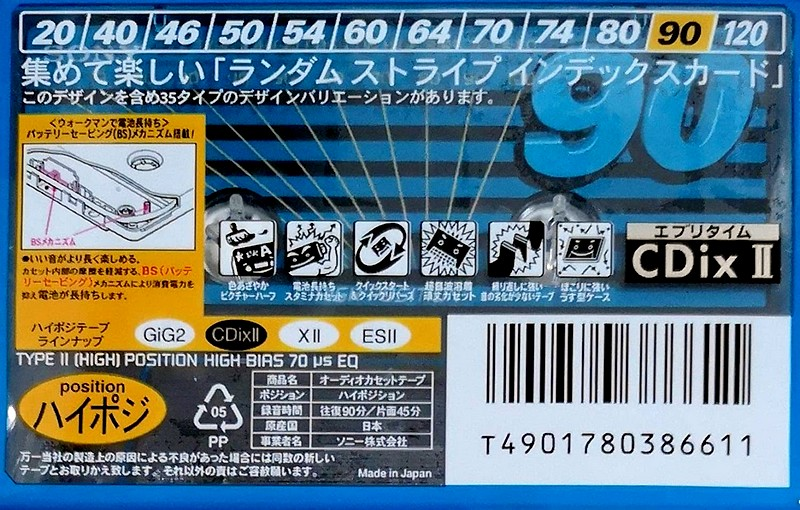 20 40 46 50 54 60 64 70 74 80 90 120
集めて楽しい「ランダム ストライプ インデックスカード」
このデザインを含め35タイプのデザインバリエーションがあります。
90
<ウォークマンで電池長持ち>
バッテリーセービング(BS)メカニズム搭載!
BSメカニズム
●いい音がより長く楽しめる。
カセット内部の摩擦を軽減する、BS(バッテ
リーセービング)メカニズムにより消費電力を
抑え電池が長持ちします。
色あざやか
ピクチャーハーフ
電池長持ち
スタミナカセット
クイックスタート
&クイックリバース
超音波溶着
頑丈カセット
繰り返しに強い
音の劣化が少ないテープ
ほこりに強い
うす型ケース
エブリタイム
CDix II
ハイポジテープ
ラインナップ
GiG2 CDixII XII ESII
TYPE II (HIGH) POSITION HIGH BIAS 70 µs EQ
position
ハイポジ
05
PP
商品名 オーディオカセットテープ
ポジション ハイポジション
録音時間 往復90分/片面45分
原産国 日本
事業者名 ソニー株式会社
万一当社の製造上の原因による不良があった場合には同数の新しい
テープとお取りかえ致します。それ以外の責はご容赦願います。
Made in Japan
T4901780386611